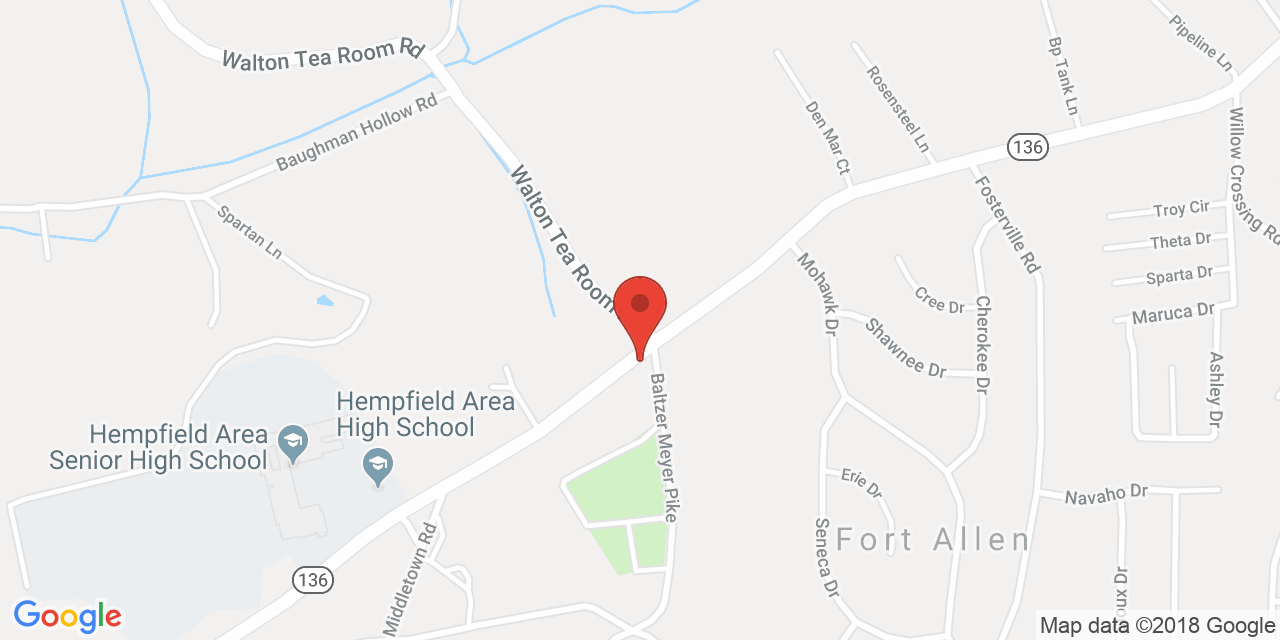 Walton Tea Room Rd
Pipeline Ln
Bp Tank Ln
Rosensteel Ln
Baughman Hollow Rd
Den Mar Ct
136
Willow Crossing Rd
Walton Tea Room
Fosterville Rd
Spartan Ln
Troy Cir
Theta Dr
Sparta Dr
Mohawk Dr
Cree Dr
Cherokee Dr
Maruca Dr
Shawnee Dr
Ashley Dr
Hempfield Area
High School
Baltzer Meyer Pike
Hempfield Area
Senior High School
Erie Dr
Navaho Dr
Fort Allen
Seneca Dr
Middletown Rd
136
oux Dr
Google
Map data ©2018 Google